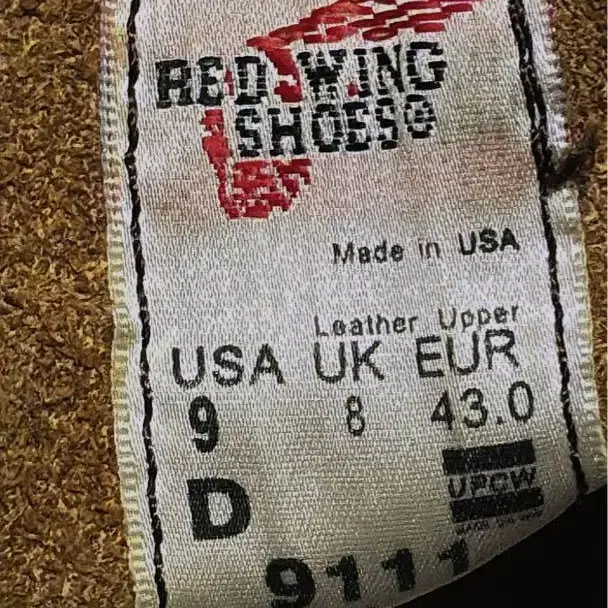 RED WING
SHOES®
Made in USA
Leather Upper
USA UK EUR
9 8 43.0
D
UPCW
9111